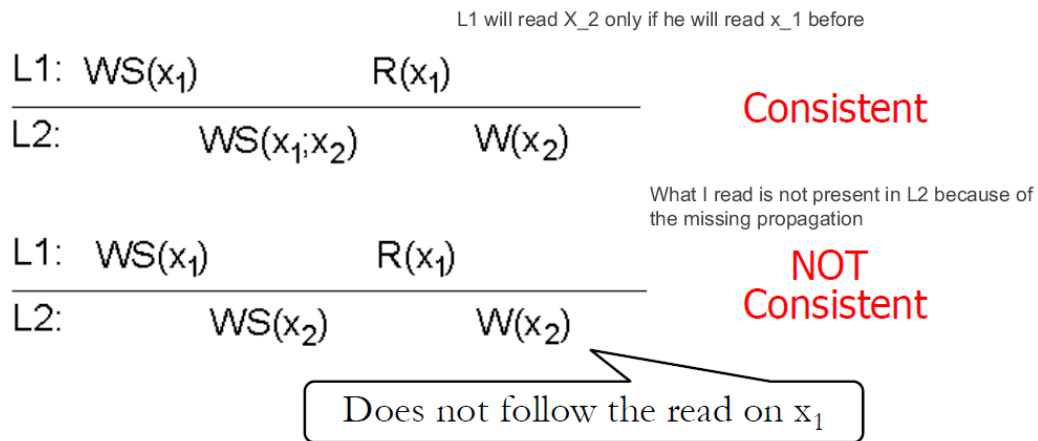 L1 will read X_2 only if he will read x_1 before
L1: WS(x₁) R(x₁)
Consistent
L2: WS(x₁;x₂) W(x₂)
What I read is not present in L2 because of
the missing propagation
L1: WS(x₁) R(x₁)
NOT
Consistent
L2: WS(x₂) W(x₂)
Does not follow the read on x₁